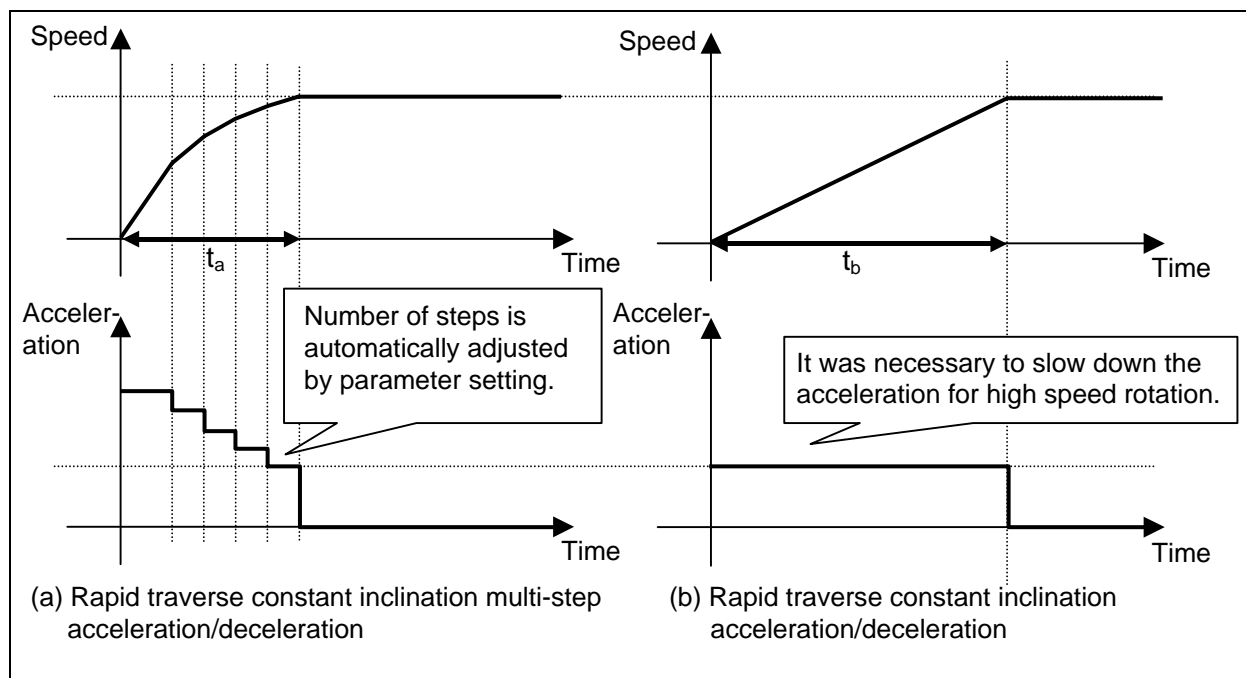 Speed
t_a
Time
Acceler-
ation
Number of steps is
automatically adjusted
by parameter setting.
Time
(a) Rapid traverse constant inclination multi-step
acceleration/deceleration
Speed
t_b
Time
Acceler-
ation
It was necessary to slow down the
acceleration for high speed rotation.
Time
(b) Rapid traverse constant inclination
acceleration/deceleration